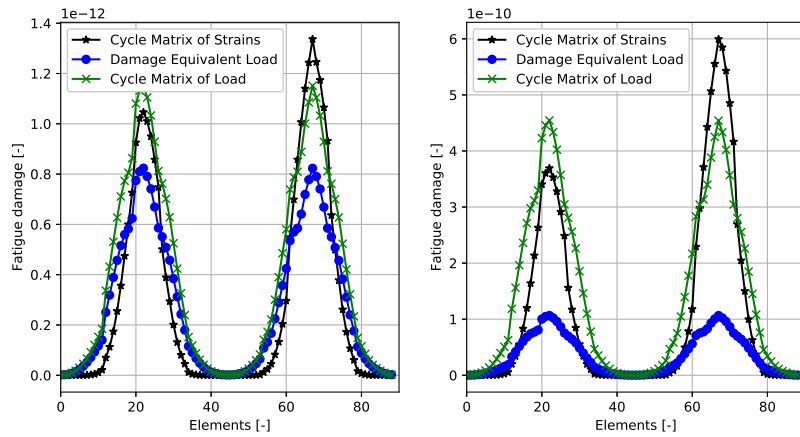 1e−12
Fatigue damage [-]
1.4
1.2
1.0
0.8
0.6
0.4
0.2
0.0
Cycle Matrix of Strains
Damage Equivalent Load
Cycle Matrix of Load
0 20 40 60 80
Elements [-]
1e−10
Fatigue damage [-]
6
5
4
3
2
1
0
Cycle Matrix of Strains
Damage Equivalent Load
Cycle Matrix of Load
0 20 40 60 80
Elements [-]